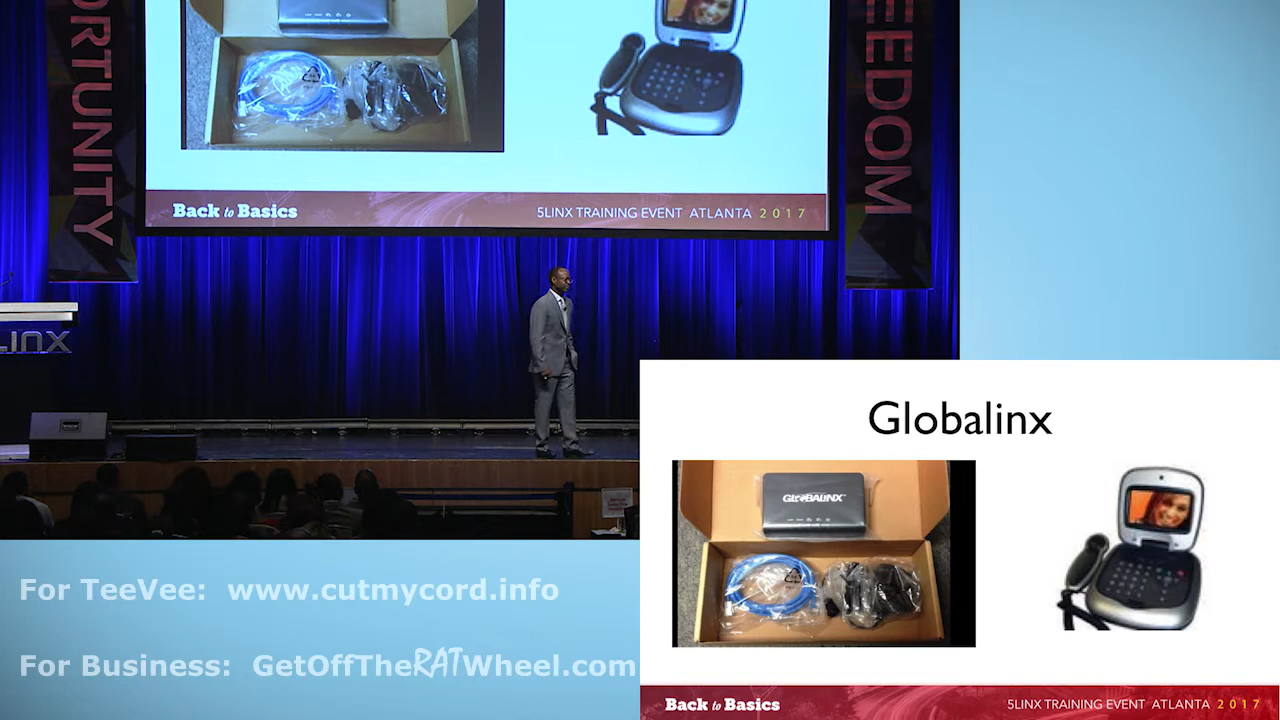 ORTUNITY
EEDOM
Back to Basics
5LINX TRAINING EVENT ATLANTA 2017
LINX
Globalinx
GLOBALINX
For TeeVee: www.cutmycord.info
For Business: GetOffTheRATWheel.com
Back to Basics
5LINX TRAINING EVENT ATLANTA 2017